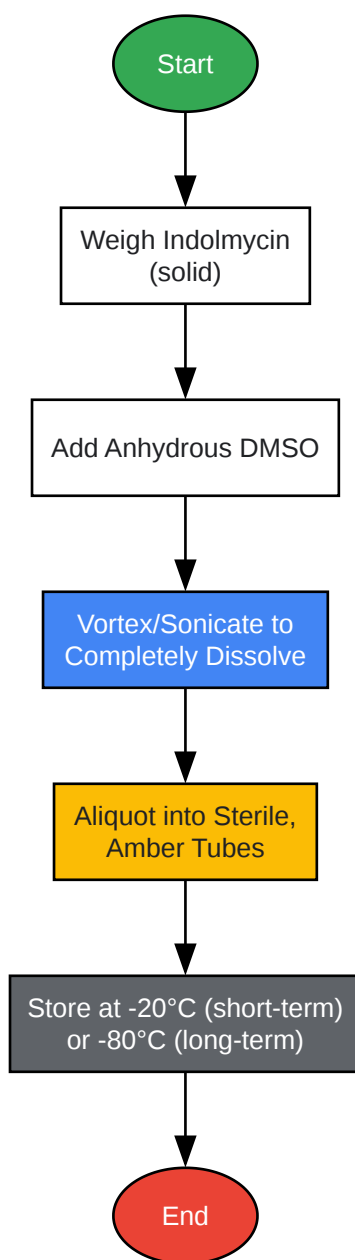 Start
Weigh Indolmycin
(solid)
Add Anhydrous DMSO
Vortex/Sonicate to
Completely Dissolve
Aliquot into Sterile,
Amber Tubes
Store at -20°C (short-term)
or -80°C (long-term)
End